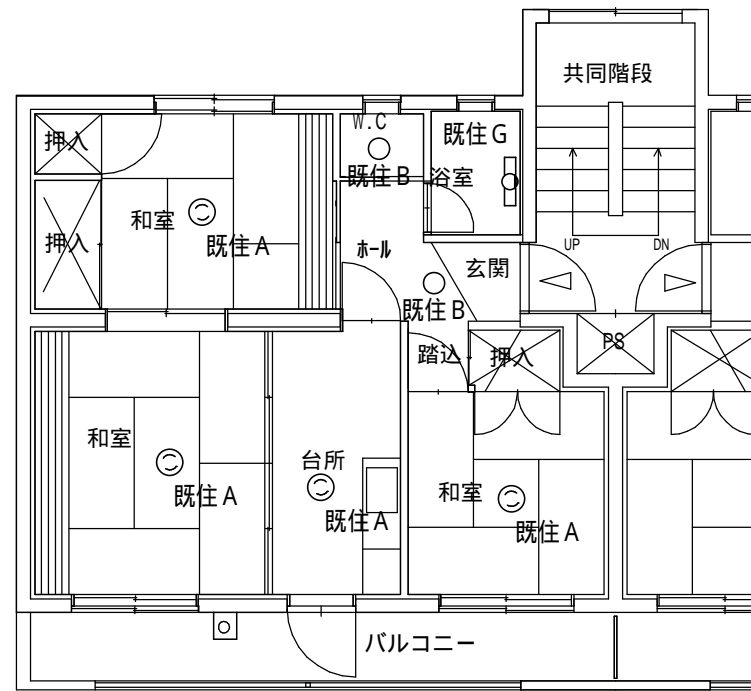 共同階段
W.C
既住G
押入
既住B
浴室
和室
押入
既住A
ホール
UP
DN
玄関
既住B
PS
踏込
押入
和室
台所
既住A
和室
既住A
既住A
バルコニー